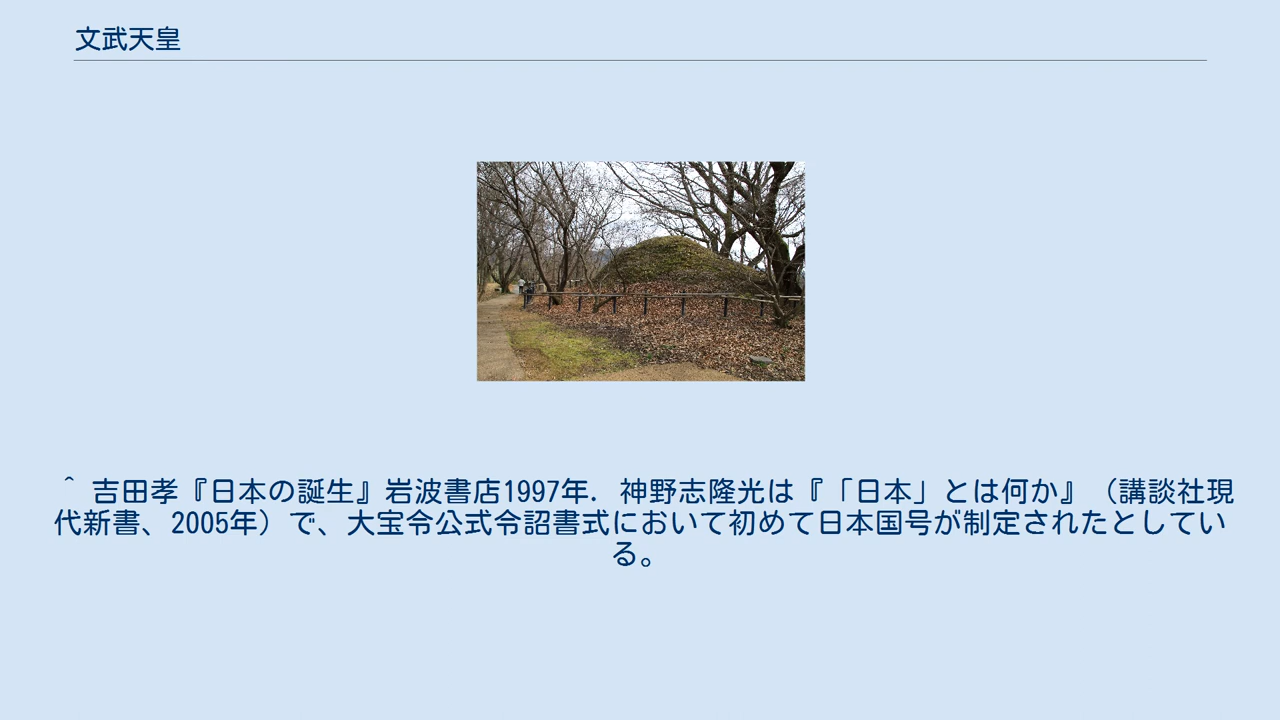 文武天皇
^ 吉田孝『日本の誕生』岩波書店1997年．神野志隆光は『「日本」とは何か』（講談社現
代新書、2005年）で、大宝令公式令詔書式において初めて日本国号が制定されたとしてい
る。